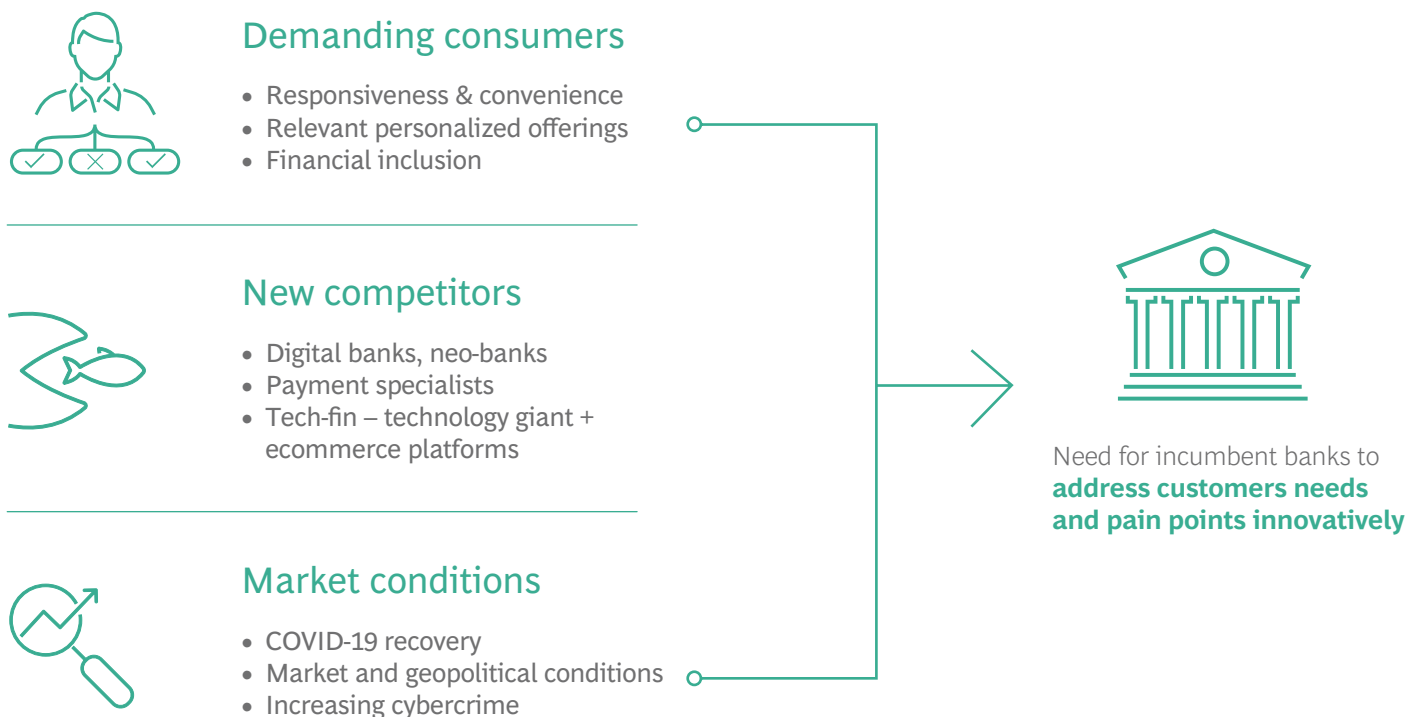 Demanding consumers
• Responsiveness & convenience
• Relevant personalized offerings
• Financial inclusion
New competitors
• Digital banks, neo-banks
• Payment specialists
• Tech-fin – technology giant +
ecommerce platforms
Market conditions
• COVID-19 recovery
• Market and geopolitical conditions
• Increasing cybercrime
Need for incumbent banks to
address customers needs
and pain points innovatively